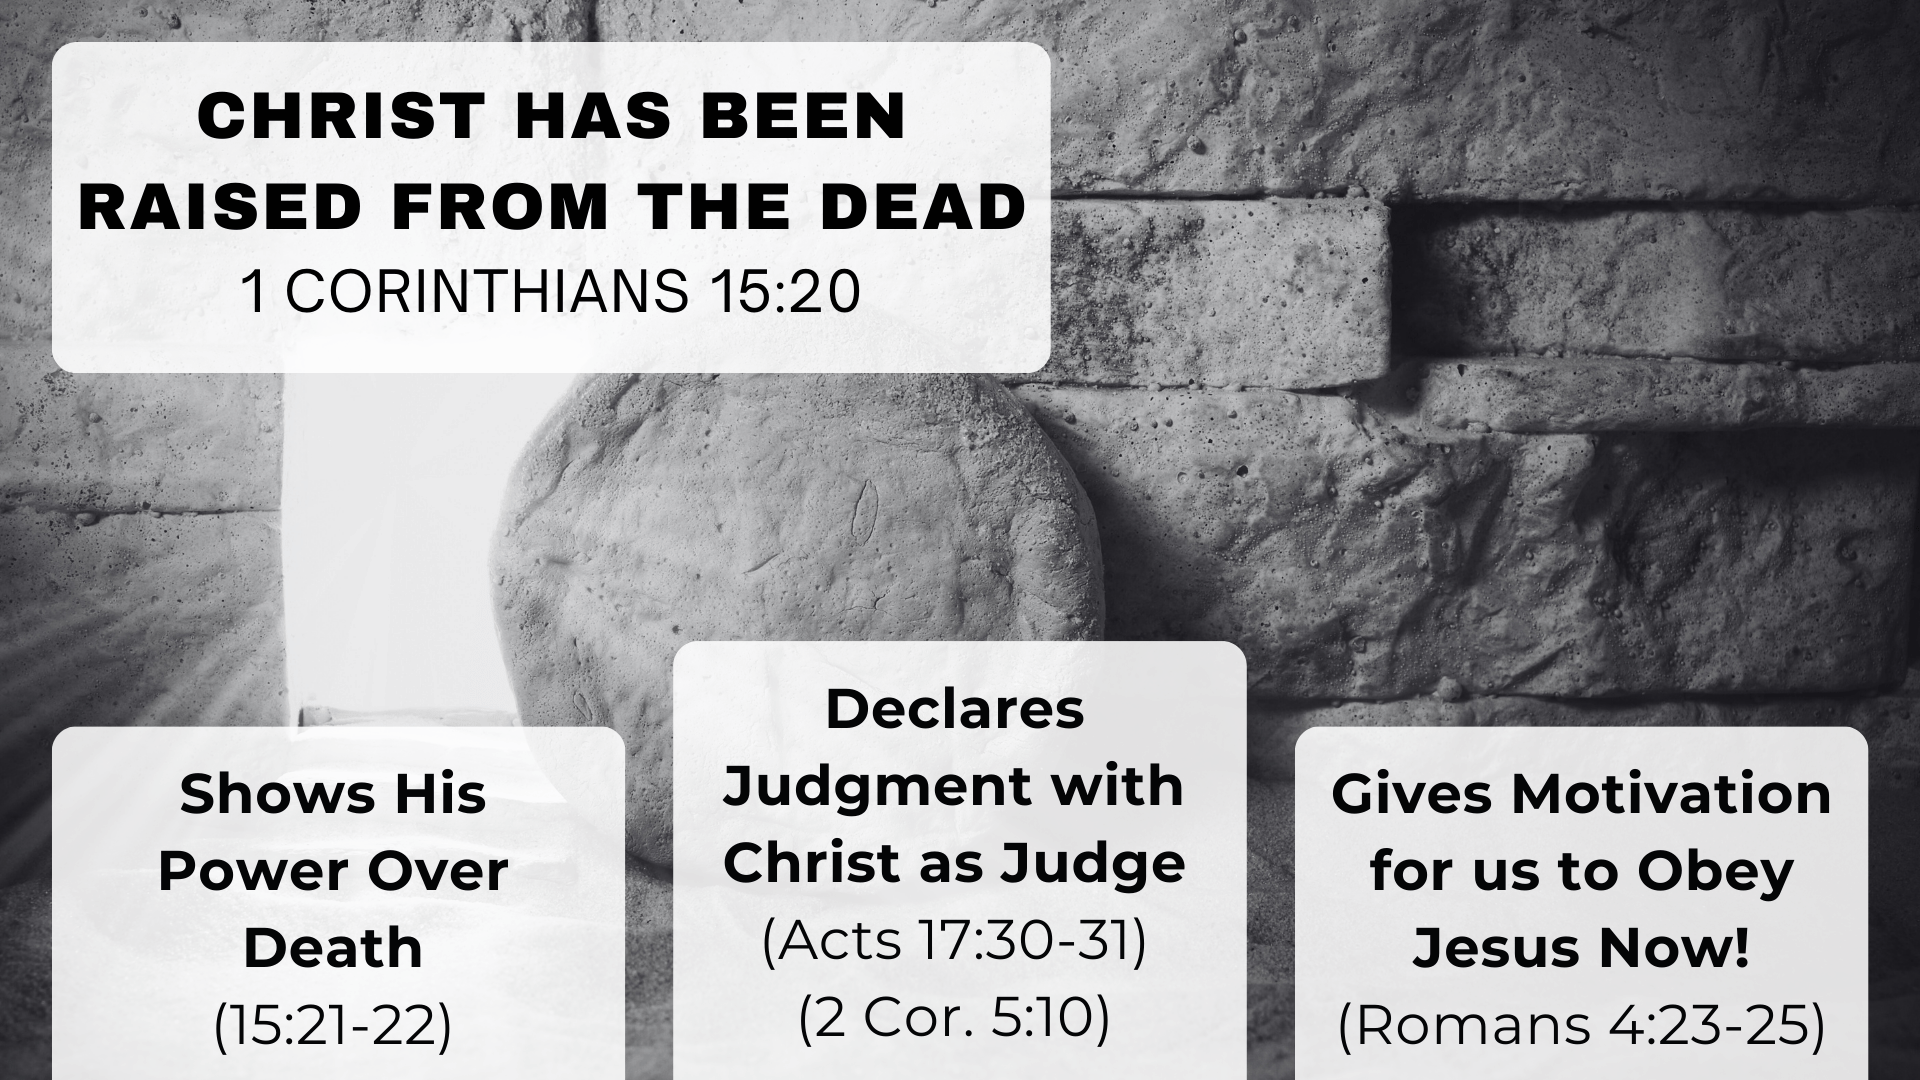 CHRIST HAS BEEN
RAISED FROM THE DEAD
1 CORINTHIANS 15:20
Shows His
Power Over
Death
(15:21-22)
Declares
Judgment with
Christ as Judge
(Acts 17:30-31)
(2 Cor. 5:10)
Gives Motivation
for us to Obey
Jesus Now!
(Romans 4:23-25)